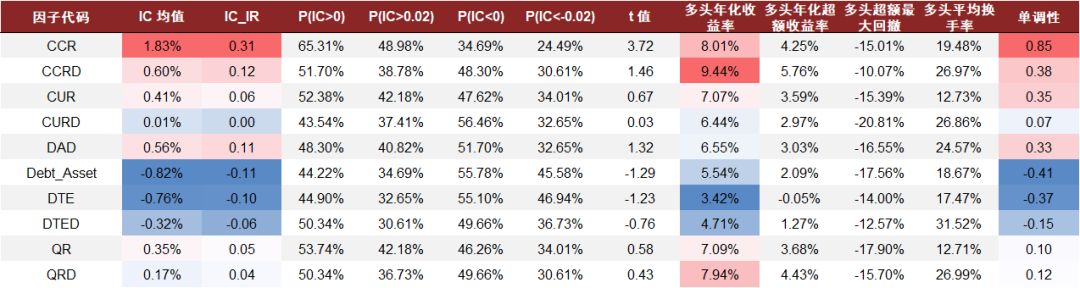 因子代码 IC 均值 IC_IR P(IC>0) P(IC>0.02) P(IC<0) P(IC<-0.02) t 值 多头年化收益率 多头年化超额收益率 多头超额最大回撤 多头平均换手率 单调性
CCR 1.83% 0.31 65.31% 48.98% 34.69% 24.49% 3.72 8.01% 4.25% -15.01% 19.48% 0.85
CCRD 0.60% 0.12 51.70% 38.78% 48.30% 30.61% 1.46 9.44% 5.76% -10.07% 26.97% 0.38
CUR 0.41% 0.06 52.38% 42.18% 47.62% 34.01% 0.67 7.07% 3.59% -15.39% 12.73% 0.35
CURD 0.01% 0.00 43.54% 37.41% 56.46% 32.65% 0.03 6.44% 2.97% -20.81% 26.86% 0.07
DAD 0.56% 0.11 48.30% 40.82% 51.70% 32.65% 1.32 6.55% 3.03% -16.55% 24.57% 0.33
Debt_Asset -0.82% -0.11 44.22% 34.69% 55.78% 45.58% -1.29 5.54% 2.09% -17.56% 18.67% -0.41
DTE -0.76% -0.10 44.90% 32.65% 55.10% 46.94% -1.23 3.42% -0.05% -14.00% 17.47% -0.37
DTED -0.32% -0.06 50.34% 30.61% 49.66% 36.73% -0.76 4.71% 1.27% -12.57% 31.52% -0.15
QR 0.35% 0.05 53.74% 42.18% 46.26% 34.01% 0.58 7.09% 3.68% -17.90% 12.71% 0.10
QRD 0.17% 0.04 50.34% 36.73% 49.66% 30.61% 0.43 7.94% 4.43% -15.70% 26.99% 0.12